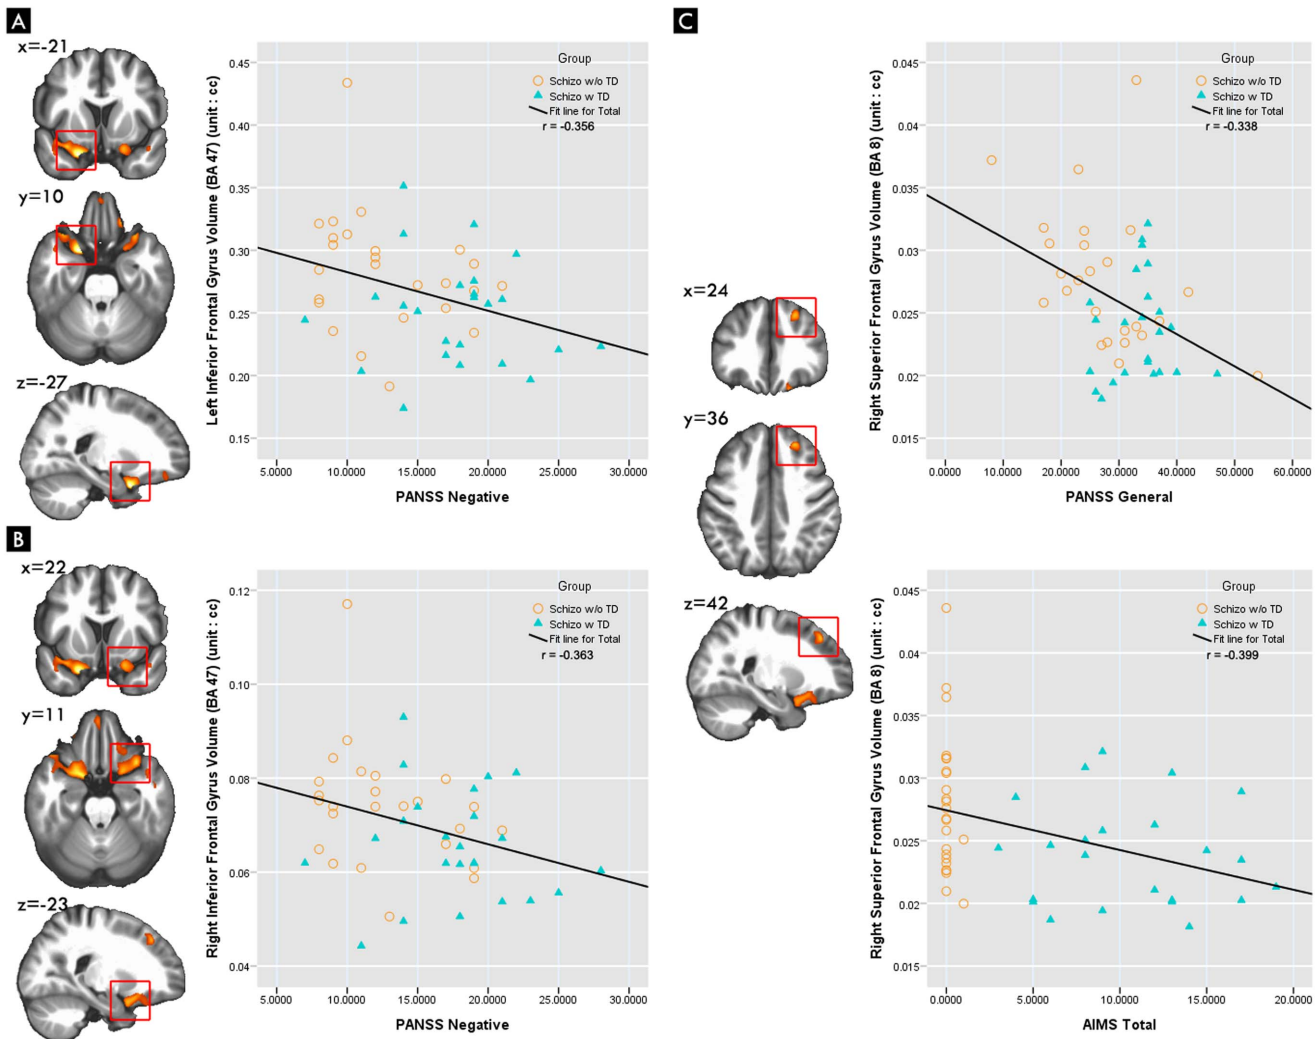 A
x=-21
y=10
z=-27
Left Inferior Frontal Gyrus Volume (BA 47) (unit : cc)
0.45
0.40
0.35
0.30
0.25
0.20
0.15
Group
Schizo w/o TD
Schizo w TD
Fit line for Total
r = -0.356
5.0000 10.0000 15.0000 20.0000 25.0000 30.0000
PANSS Negative
B
x=22
y=11
z=-23
Right Inferior Frontal Gyrus Volume (BA 47) (unit : cc)
0.12
0.10
0.08
0.06
0.04
Group
Schizo w/o TD
Schizo w TD
Fit line for Total
r = -0.363
5.0000 10.0000 15.0000 20.0000 25.0000 30.0000
PANSS Negative
C
x=24
y=36
z=42
Right Superior Frontal Gyrus Volume (BA 8) (unit : cc)
0.045
0.04
0.035
0.03
0.025
0.02
0.015
Group
Schizo w/o TD
Schizo w TD
Fit line for Total
r = -0.338
0.0000 10.0000 20.0000 30.0000 40.0000 50.0000 60.0000
PANSS General
Right Superior Frontal Gyrus Volume (BA 8) (unit : cc)
0.045
0.04
0.035
0.03
0.025
0.02
0.015
Group
Schizo w/o TD
Schizo w TD
Fit line for Total
r = -0.399
0.0000 5.0000 10.0000 15.0000 20.0000
AIMS Total